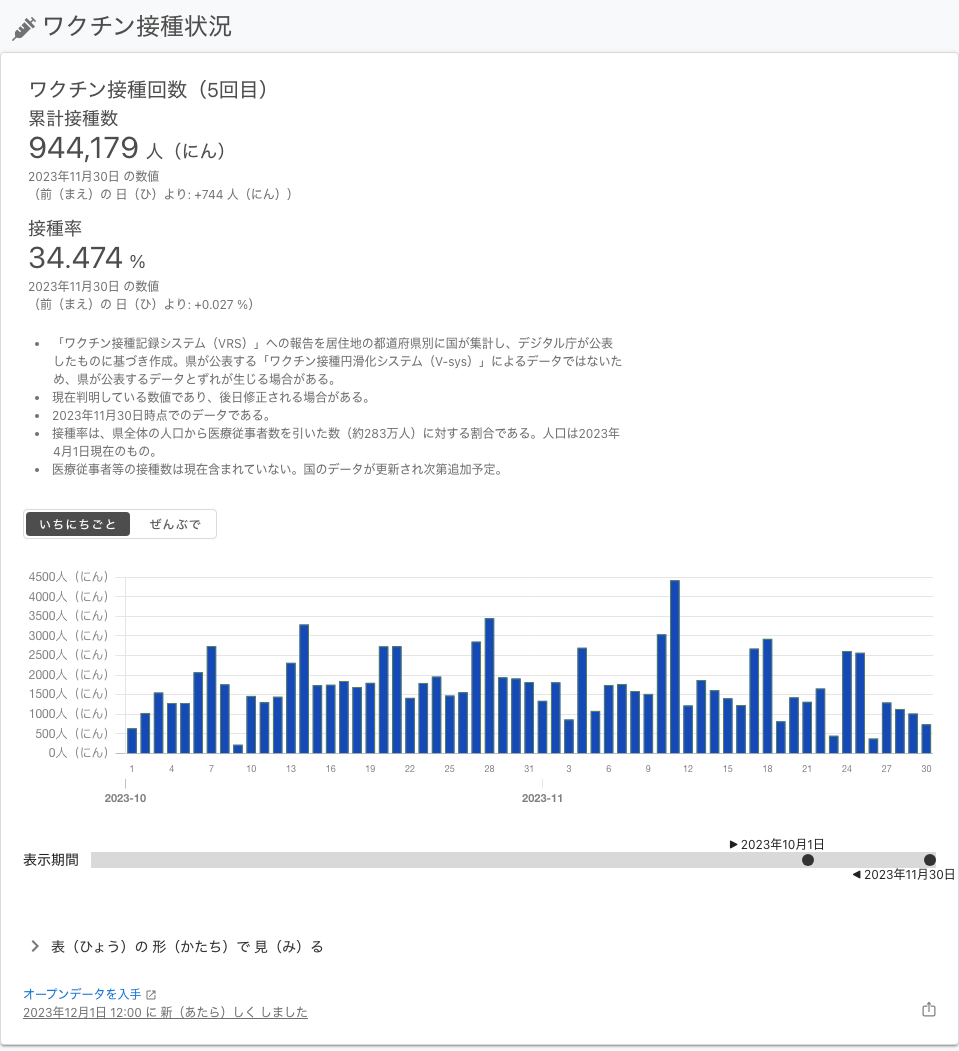 ワクチン接種状況
ワクチン接種回数（5回目）
累計接種数
944,179 人（にん）
2023年11月30日 の数値
（前（まえ）の 日（ひ）より: +744 人（にん））
接種率
34.474 %
2023年11月30日 の数値
（前（まえ）の 日（ひ）より: +0.027 %）
• 「ワクチン接種記録システム（VRS）」への報告を居住地の都道府県別に国が集計し、デジタル庁が公表
したものに基づき作成。県が公表する「ワクチン接種円滑化システム（V-sys）」によるデータではないた
め、県が公表するデータとずれが生じる場合がある。
• 現在判明している数値であり、後日修正される場合がある。
• 2023年11月30日時点でのデータである。
• 接種率は、県全体の人口から医療従事者数を引いた数（約283万人）に対する割合である。人口は2023年
4月1日現在のもの。
• 医療従事者等の接種数は現在含まれていない。国のデータが更新され次第追加予定。
いちにちごと ぜんぶで
4500人（にん）
4000人（にん）
3500人（にん）
3000人（にん）
2500人（にん）
2000人（にん）
1500人（にん）
1000人（にん）
500人（にん）
0人（にん）
1 4 7 10 13 16 19 22 25 28 31 3 6 9 12 15 18 21 24 27 30
2023-10 2023-11
▶ 2023年10月1日
表示期間
◀ 2023年11月30日
表（ひょう）の 形（かたち）で 見（み）る
オープンデータを入手
2023年12月1日 12:00 に 新（あたら）しく しました